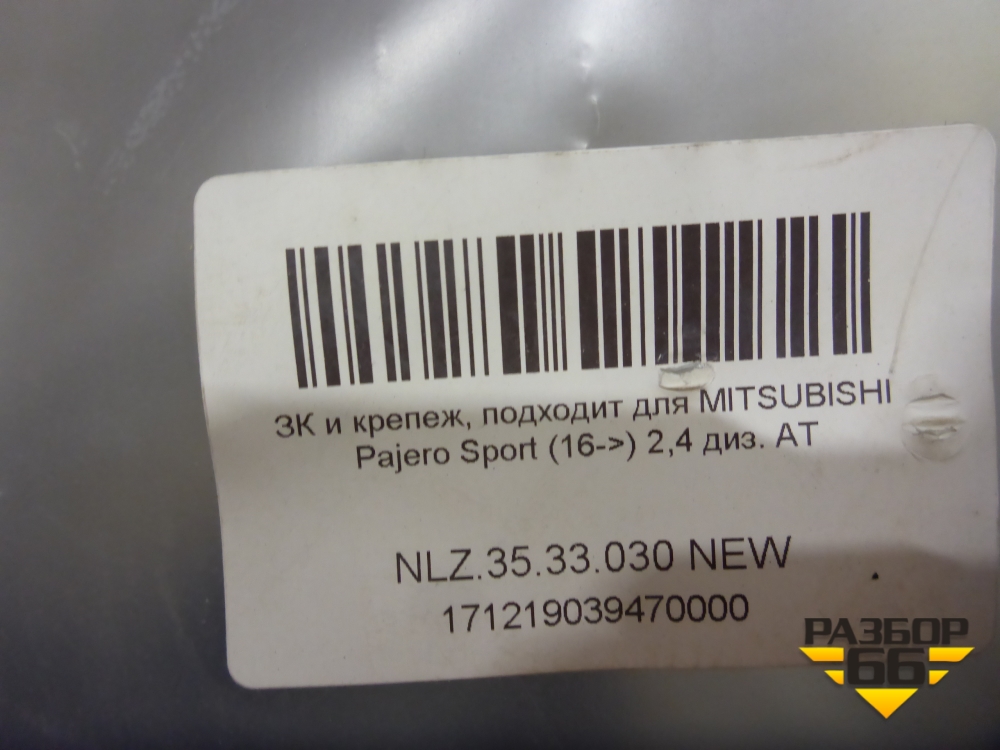 ЗК и крепеж, подходит для MITSUBISHI
Pajero Sport (16->) 2,4 диз. АТ
NLZ.35.33.030 NEW
171219039470000
РАЗБОР
66